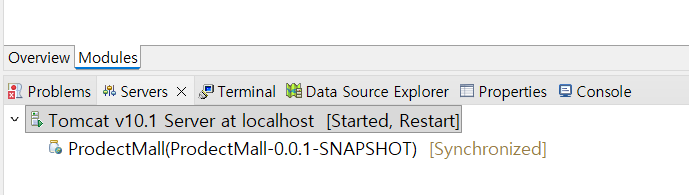 Overview Modules
Problems Servers Terminal Data Source Explorer Properties Console
Tomcat v10.1 Server at localhost [Started, Restart]
ProdectMall(ProdectMall-0.0.1-SNAPSHOT) [Synchronized]